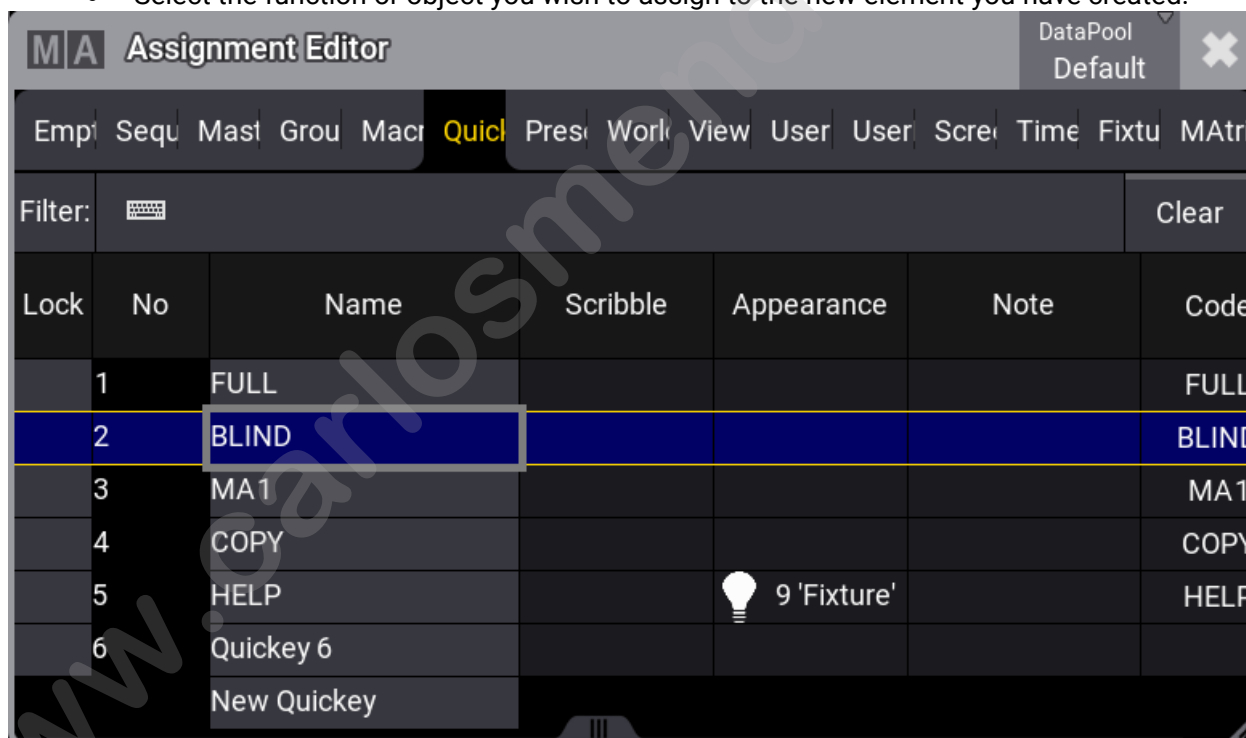 • Select the function or object you wish to assign to the new element you have created.
MA Assignment Editor
DataPool
Default
Empt Sequ Mast Grou Macr Quick Prese Worl View User User Scree Time Fixtu MAtr
Filter: Clear
Lock No Name Scribble Appearance Note Code
1 FULL FULL
2 BLIND BLIND
3 MA1 MA1
4 COPY COPY
5 HELP 9 'Fixture' HELP
6 Quickey 6
New Quickey
www.carlosmend